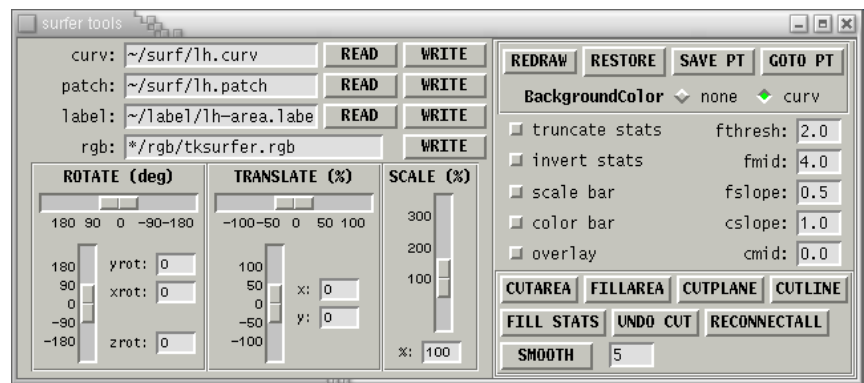 surfer tools
curv: ~/surf/lh.curv READ WRITE
patch: ~/surf/lh.patch READ WRITE
label: ~/label/lh-area.labe READ WRITE
rgb: */rgb/tksurfer.rgb WRITE
ROTATE (deg)
180 90 0 -90-180
180
90
0
-90
-180
yrot: 0
xrot: 0
zrot: 0
TRANSLATE (%)
-100-50 0 50 100
100
50
0
-50
-100
x: 0
y: 0
SCALE (%)
300
200
100
%: 100
REDRAW RESTORE SAVE PT GOTO PT
BackgroundColor none curv
truncate stats fthresh: 2.0
invert stats fmid: 4.0
scale bar fslope: 0.5
color bar cslope: 1.0
overlay cmid: 0.0
CUTAREA FILLAREA CUTPLANE CUTLINE
FILL STATS UNDO CUT RECONNECTALL
SMOOTH 5